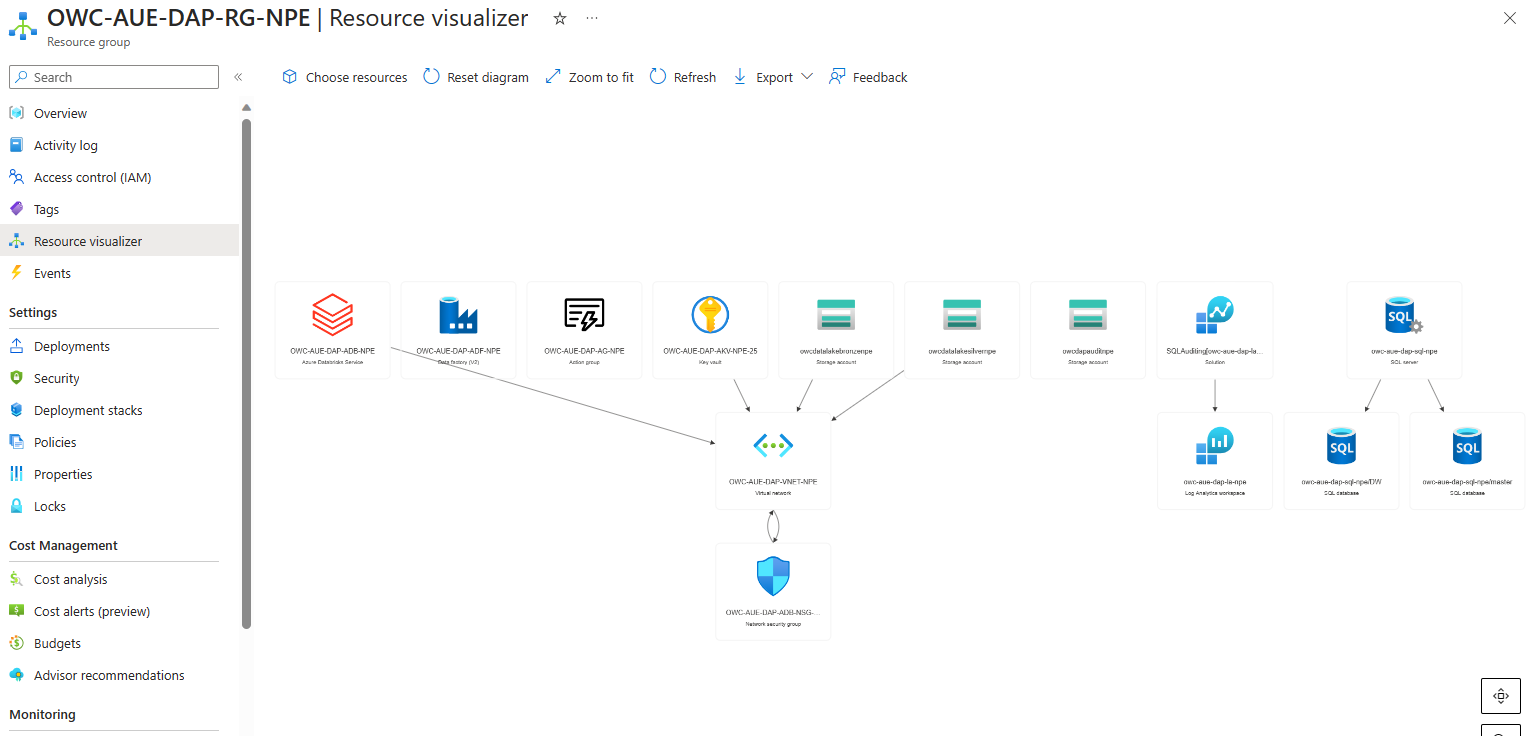 OWC-AUE-DAP-RG-NPE | Resource visualizer
Resource group
Search
Choose resources
Reset diagram
Zoom to fit
Refresh
Export
Feedback
Overview
Activity log
Access control (IAM)
Tags
Resource visualizer
Events
Settings
Deployments
Security
Deployment stacks
Policies
Properties
Locks
Cost Management
Cost analysis
Cost alerts (preview)
Budgets
Advisor recommendations
Monitoring
OWC-AUE-DAP-ADB-NPE
Azure Databricks Service
OWC-AUE-DAP-ADF-NPE
Data factory (V2)
OWC-AUE-DAP-AG-NPE
Action group
OWC-AUE-DAP-AKV-NPE-25
Key vault
owcdatalakebronzenpe
Storage account
owcdatalakesilvernpe
Storage account
owcdapauditnpe
Storage account
SQLAuditing[owc-aue-dap-la...
Solution
owc-aue-dap-sql-npe
SQL server
OWC-AUE-DAP-VNET-NPE
Virtual network
owc-aue-dap-la-npe
Log Analytics workspace
SQL
owc-aue-dap-sql-npe/DW
SQL database
SQL
owc-aue-dap-sql-npe/master
SQL database
SQL
OWC-AUE-DAP-ADB-NSG-...
Network security group